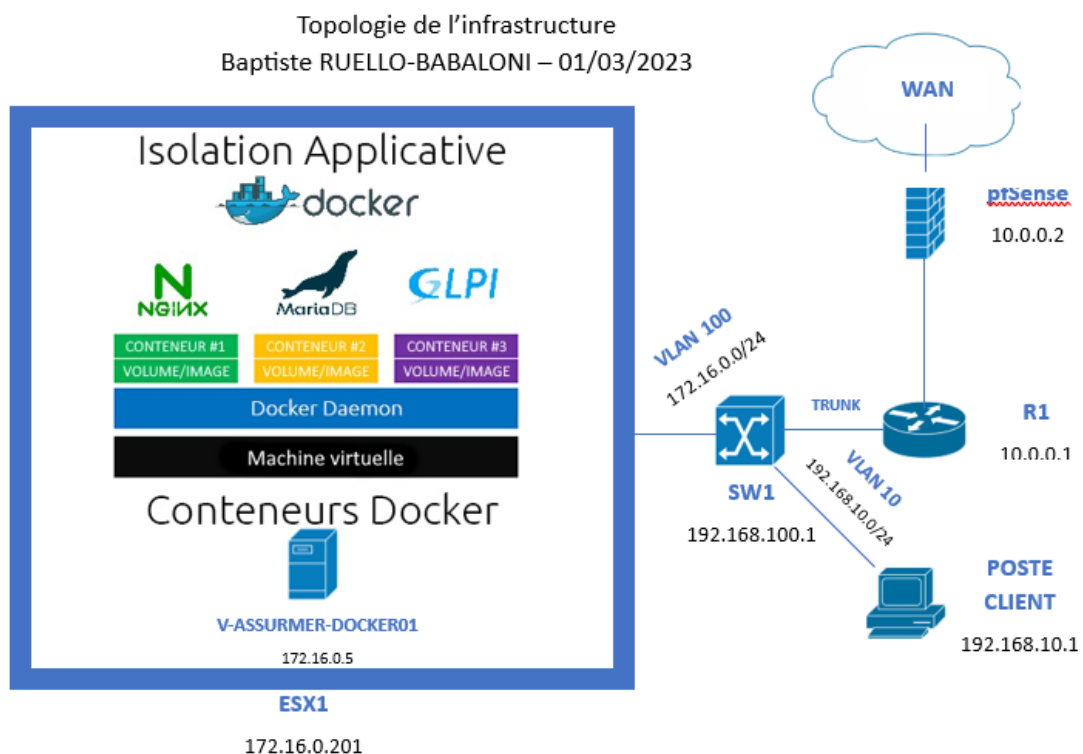 Topologie de l'infrastructure
Baptiste RUELLO-BABALONI – 01/03/2023
WAN
Isolation Applicative
docker
pfSense
10.0.0.2
NGINX
MariaDB
GLPI
CONTENEUR #1
CONTENEUR #2
CONTENEUR #3
VOLUME/IMAGE
VOLUME/IMAGE
VOLUME/IMAGE
VLAN 100
172.16.0.0/24
Docker Daemon
TRUNK
R1
10.0.0.1
Machine virtuelle
VLAN 10
192.168.10.0/24
SW1
192.168.100.1
Conteneurs Docker
V-ASSURMER-DOCKER01
172.16.0.5
POSTE
CLIENT
192.168.10.1
ESX1
172.16.0.201